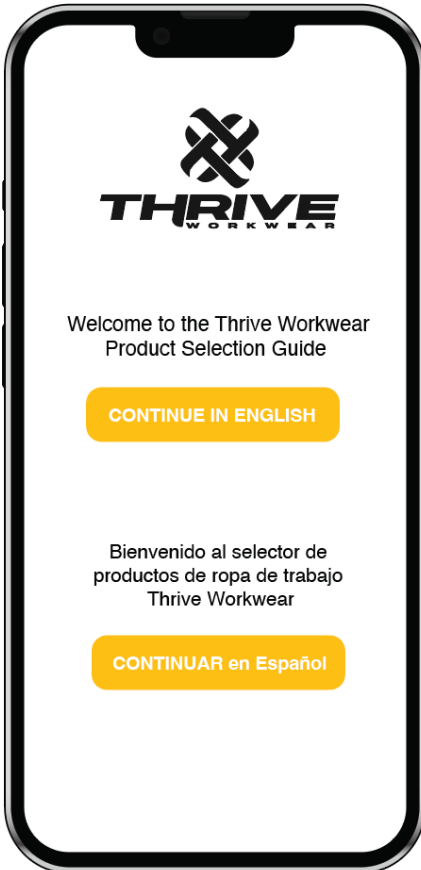 THRIVE
WORKWEAR
Welcome to the Thrive Workwear
Product Selection Guide
CONTINUE IN ENGLISH
Bienvenido al selector de
productos de ropa de trabajo
Thrive Workwear
CONTINUAR en Español